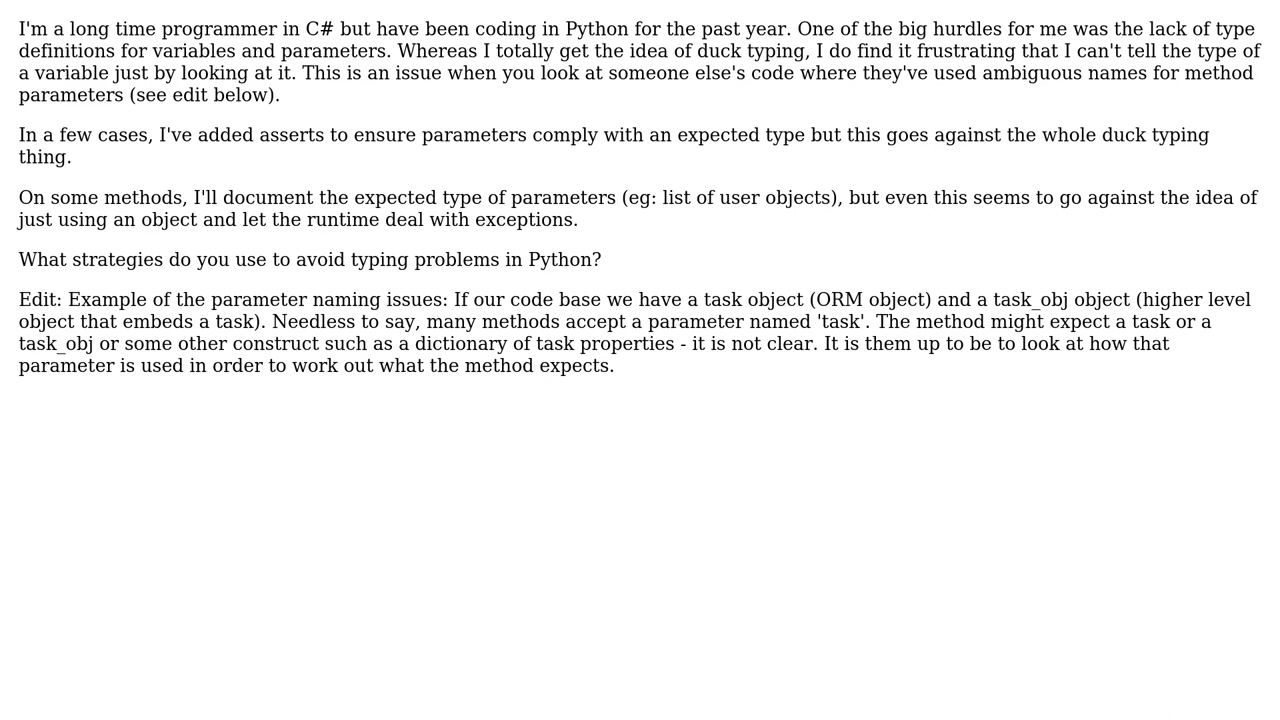 I'm a long time programmer in C# but have been coding in Python for the past year. One of the big hurdles for me was the lack of type
definitions for variables and parameters. Whereas I totally get the idea of duck typing, I do find it frustrating that I can't tell the type of
a variable just by looking at it. This is an issue when you look at someone else's code where they've used ambiguous names for method
parameters (see edit below).
In a few cases, I've added asserts to ensure parameters comply with an expected type but this goes against the whole duck typing
thing.
On some methods, I'll document the expected type of parameters (eg: list of user objects), but even this seems to go against the idea of
just using an object and let the runtime deal with exceptions.
What strategies do you use to avoid typing problems in Python?
Edit: Example of the parameter naming issues: If our code base we have a task object (ORM object) and a task_obj object (higher level
object that embeds a task). Needless to say, many methods accept a parameter named 'task'. The method might expect a task or a
task_obj or some other construct such as a dictionary of task properties - it is not clear. It is them up to be to look at how that
parameter is used in order to work out what the method expects.